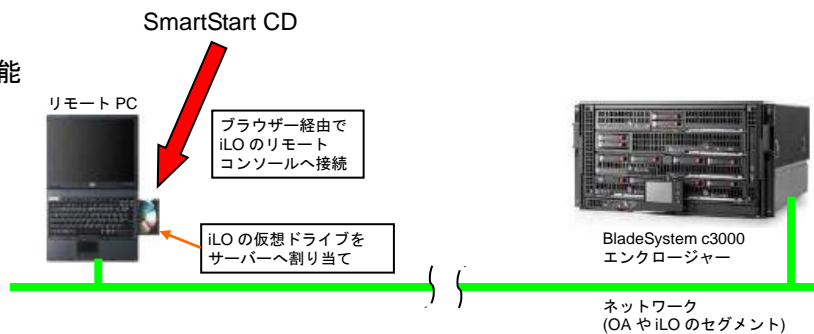 SmartStart CD
能
リモート PC
ブラウザー経由で
iLO のリモート
コンソールへ接続
iLO の仮想ドライブを
サーバーへ割り当て
BladeSystem c3000
エンクロージャー
ネットワーク
(OA や iLO のセグメント)